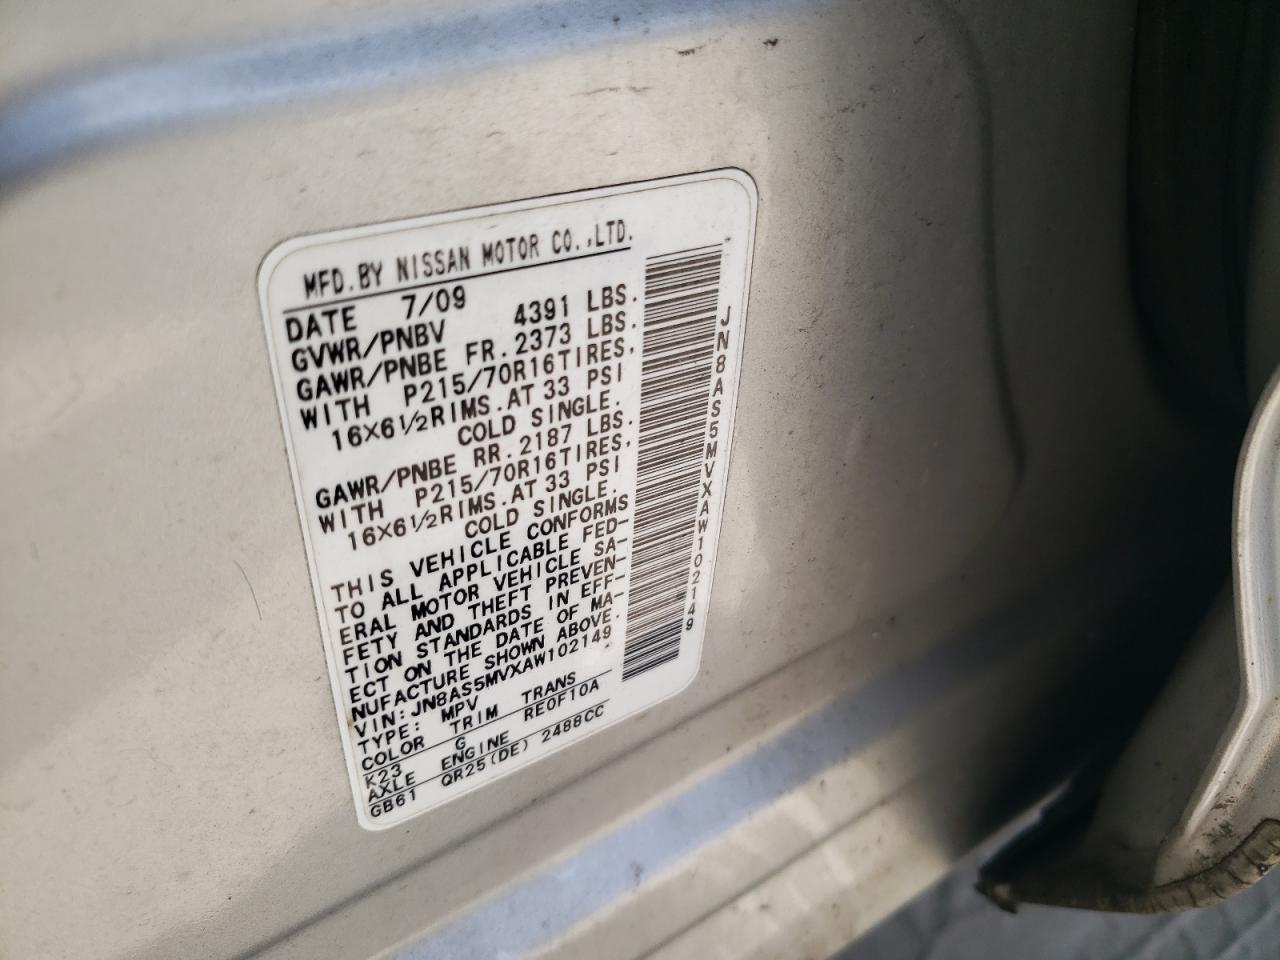 MFD.BY NISSAN MOTOR CO.,LTD.
DATE 7/09
GVWR/PNBV 4391 LBS.
GAWR/PNBE FR.2373 LBS.
WITH P215/70R16TIRES,
16×6½RIMS.AT 33 PSI
COLD SINGLE.
GAWR/PNBE RR.2187 LBS.
WITH P215/70R16TIRES,
16×6½RIMS.AT 33 PSI
COLD SINGLE.
THIS VEHICLE CONFORMS
TO ALL APPLICABLE FED-
ERAL MOTOR VEHICLE SA-
FETY AND THEFT PREVEN-
TION STANDARDS IN EFF-
ECT ON THE DATE OF MA-
NUFACTURE SHOWN ABOVE.
VIN:JN8AS5MVXAW102149
TYPE: MPV
COLOR TRIM TRANS
K23 G RE0F10A
AXLE ENGINE
GB61 QR25(DE) 2488CC
JN8AS5MVXAW102149